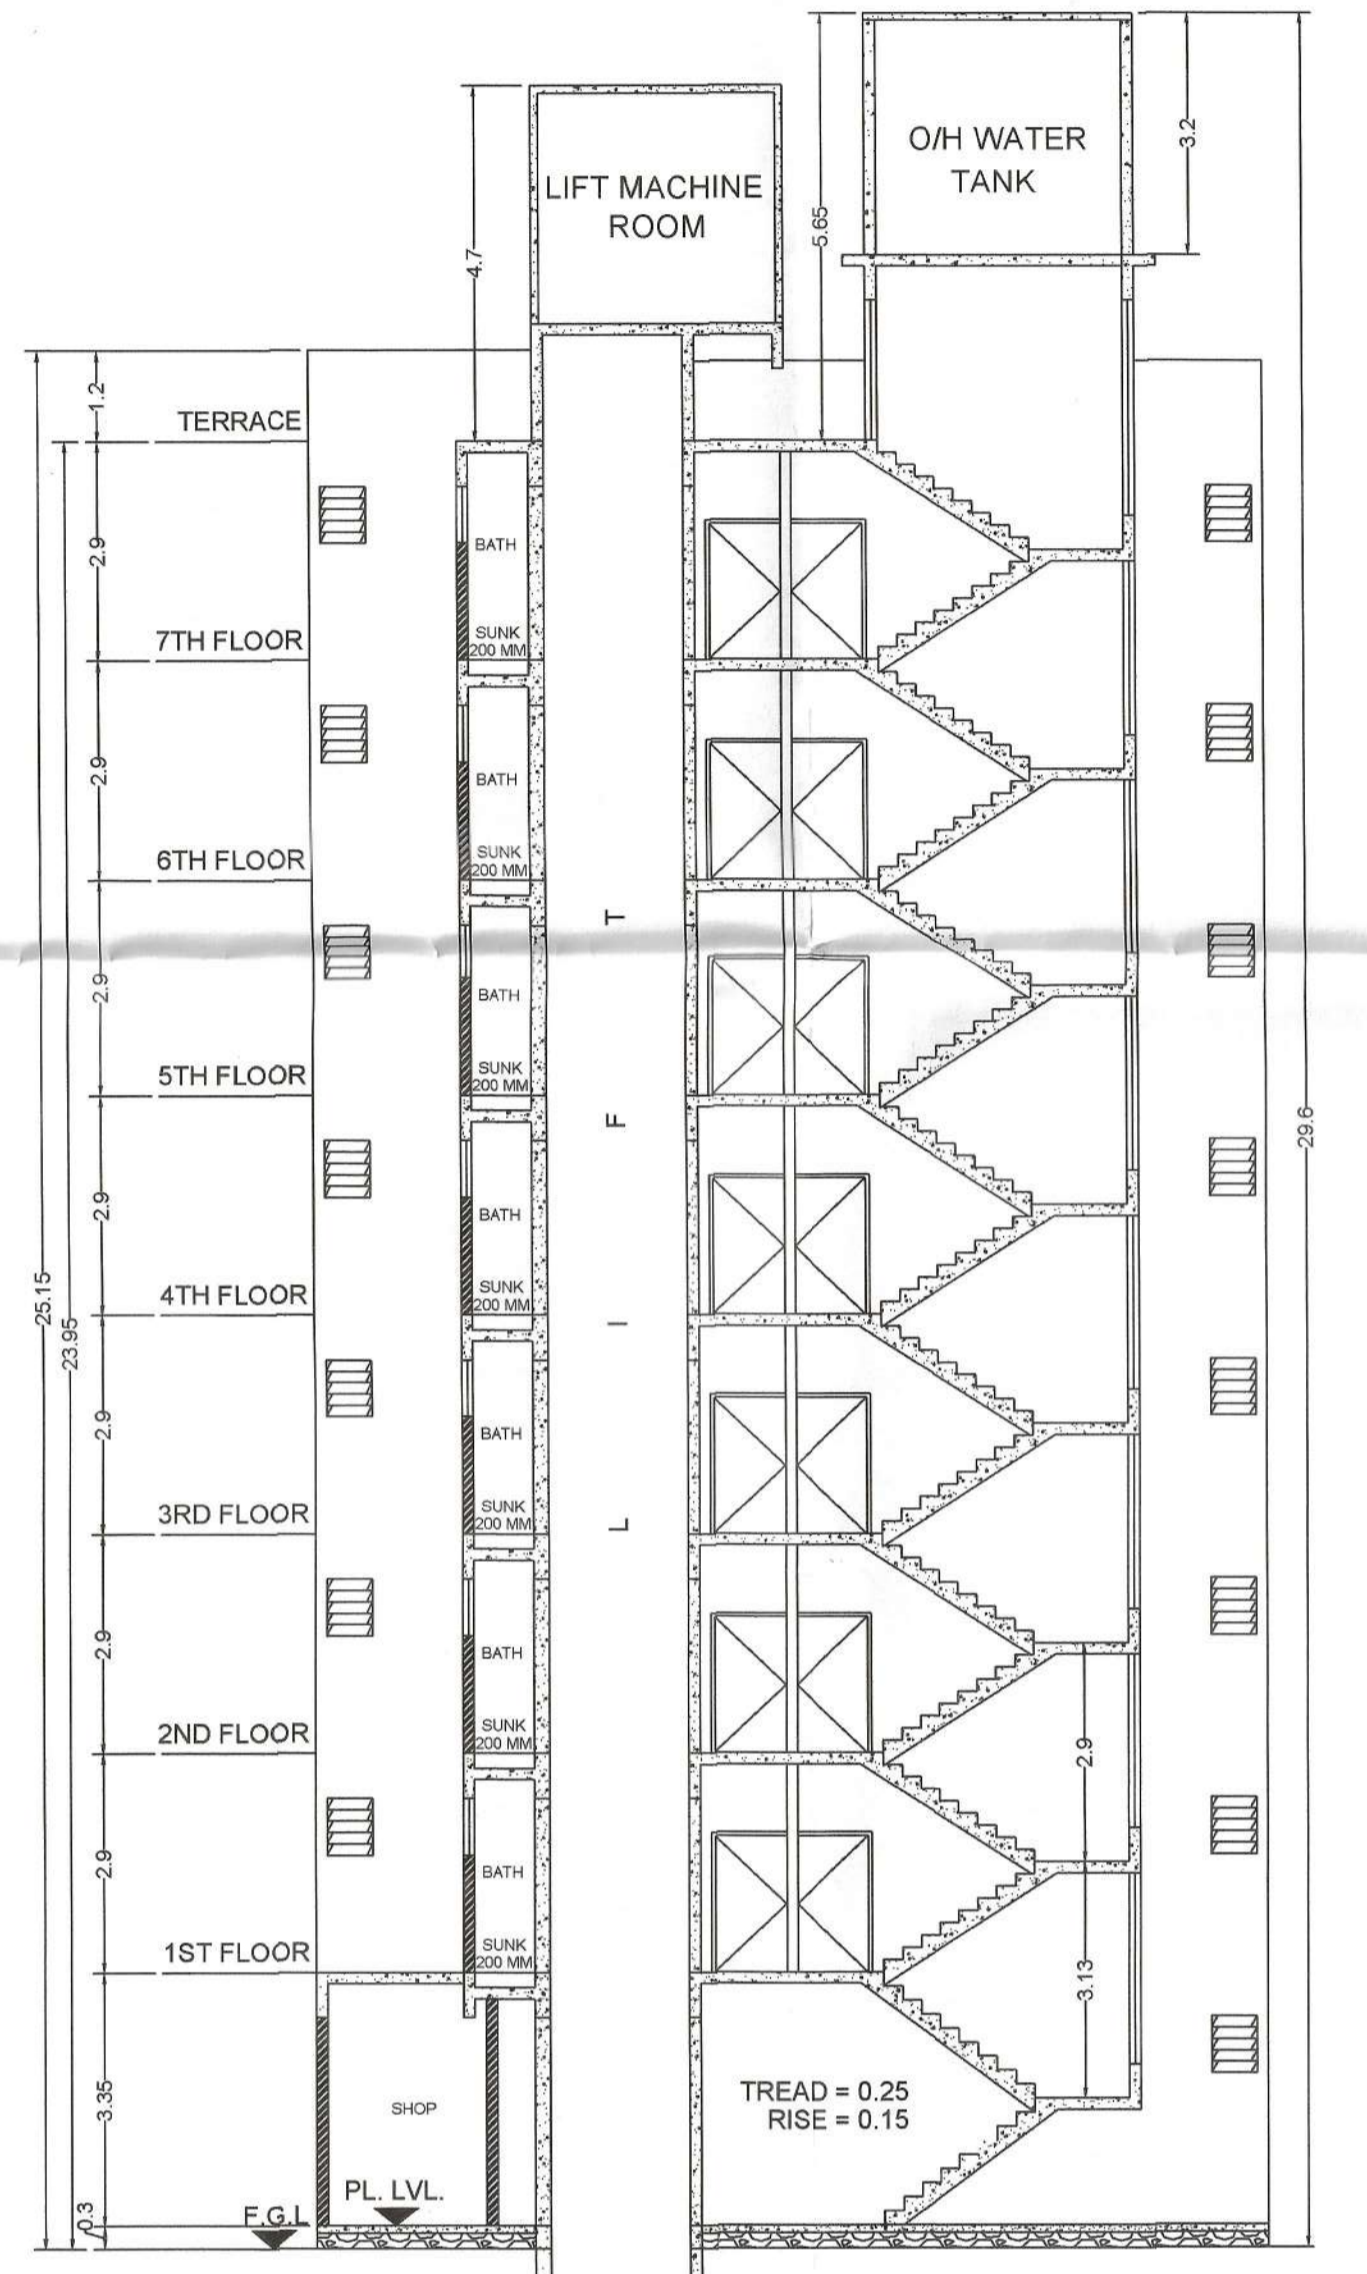 O/H WATER
TANK
3.2
LIFT MACHINE
ROOM
5.65
4.7
1.2
TERRACE
2.9
BATH
SUNK
200 MM
7TH FLOOR
2.9
BATH
SUNK
200 MM
6TH FLOOR
2.9
BATH
SUNK
200 MM
5TH FLOOR
2.9
BATH
SUNK
200 MM
4TH FLOOR
2.9
BATH
SUNK
200 MM
3RD FLOOR
2.9
BATH
SUNK
200 MM
2ND FLOOR
2.9
BATH
SUNK
200 MM
1ST FLOOR
L I F T
25.15
23.95
29.6
2.9
3.13
3.35
SHOP
TREAD = 0.25
RISE = 0.15
PL. LVL.
F.G.L
0.3